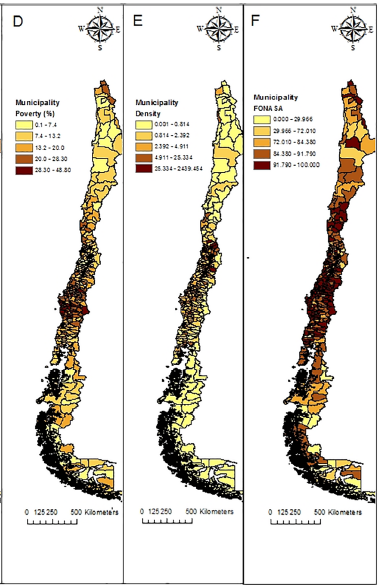 D
N
W E
S
Municipality
Poverty (%)
0.1 - 7.4
7.4 - 13.2
13.2 - 20.0
20.0 - 28.30
28.30 - 45.80
0 125 250 500 Kilometers
E
N
W E
S
Municipality
Density
0.001 - 0.814
0.814 - 2.392
2.392 - 4.911
4.911 - 25.334
25.334 - 2439.454
0 125 250 500 Kilometers
F
N
W E
S
Municipality
FONASA
0.000 - 29.966
29.966 - 72.010
72.010 - 84.380
84.380 - 91.790
91.790 - 100.000
0 125 250 500 Kilometers